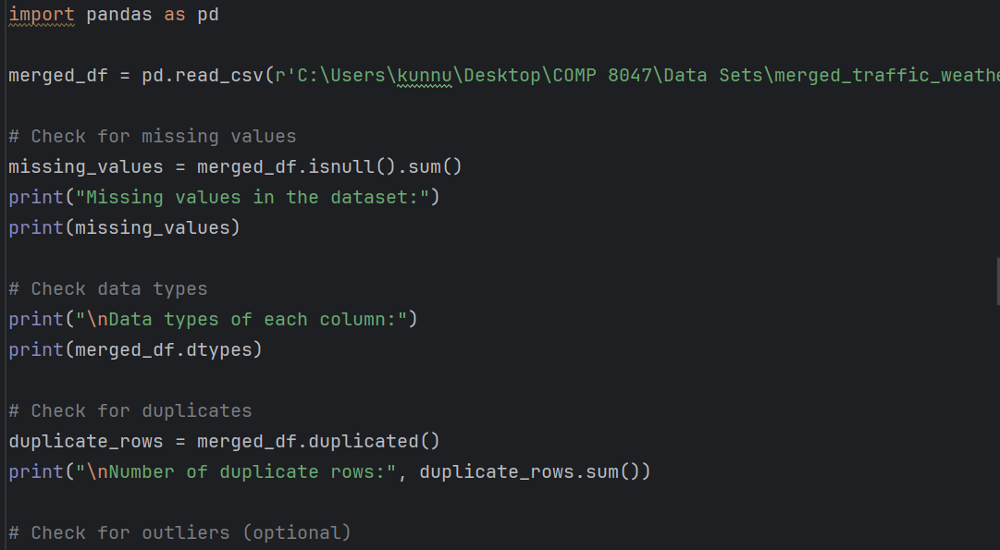 import pandas as pd
merged_df = pd.read_csv(r'C:\Users\kunnu\Desktop\COMP 8047\Data Sets\merged_traffic_weathe
# Check for missing values
missing_values = merged_df.isnull().sum()
print("Missing values in the dataset:")
print(missing_values)
# Check data types
print("\nData types of each column:")
print(merged_df.dtypes)
# Check for duplicates
duplicate_rows = merged_df.duplicated()
print("\nNumber of duplicate rows:", duplicate_rows.sum())
# Check for outliers (optional)